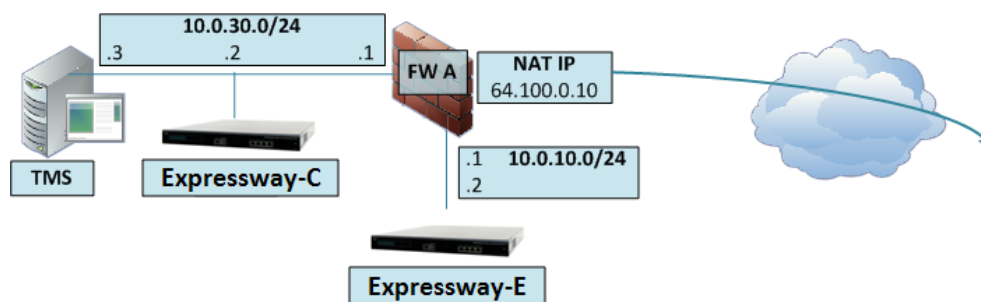 10.0.30.0/24
.3 .2 .1
FW A
NAT IP
64.100.0.10
TMS
Expressway-C
.1 10.0.10.0/24
.2
Expressway-E